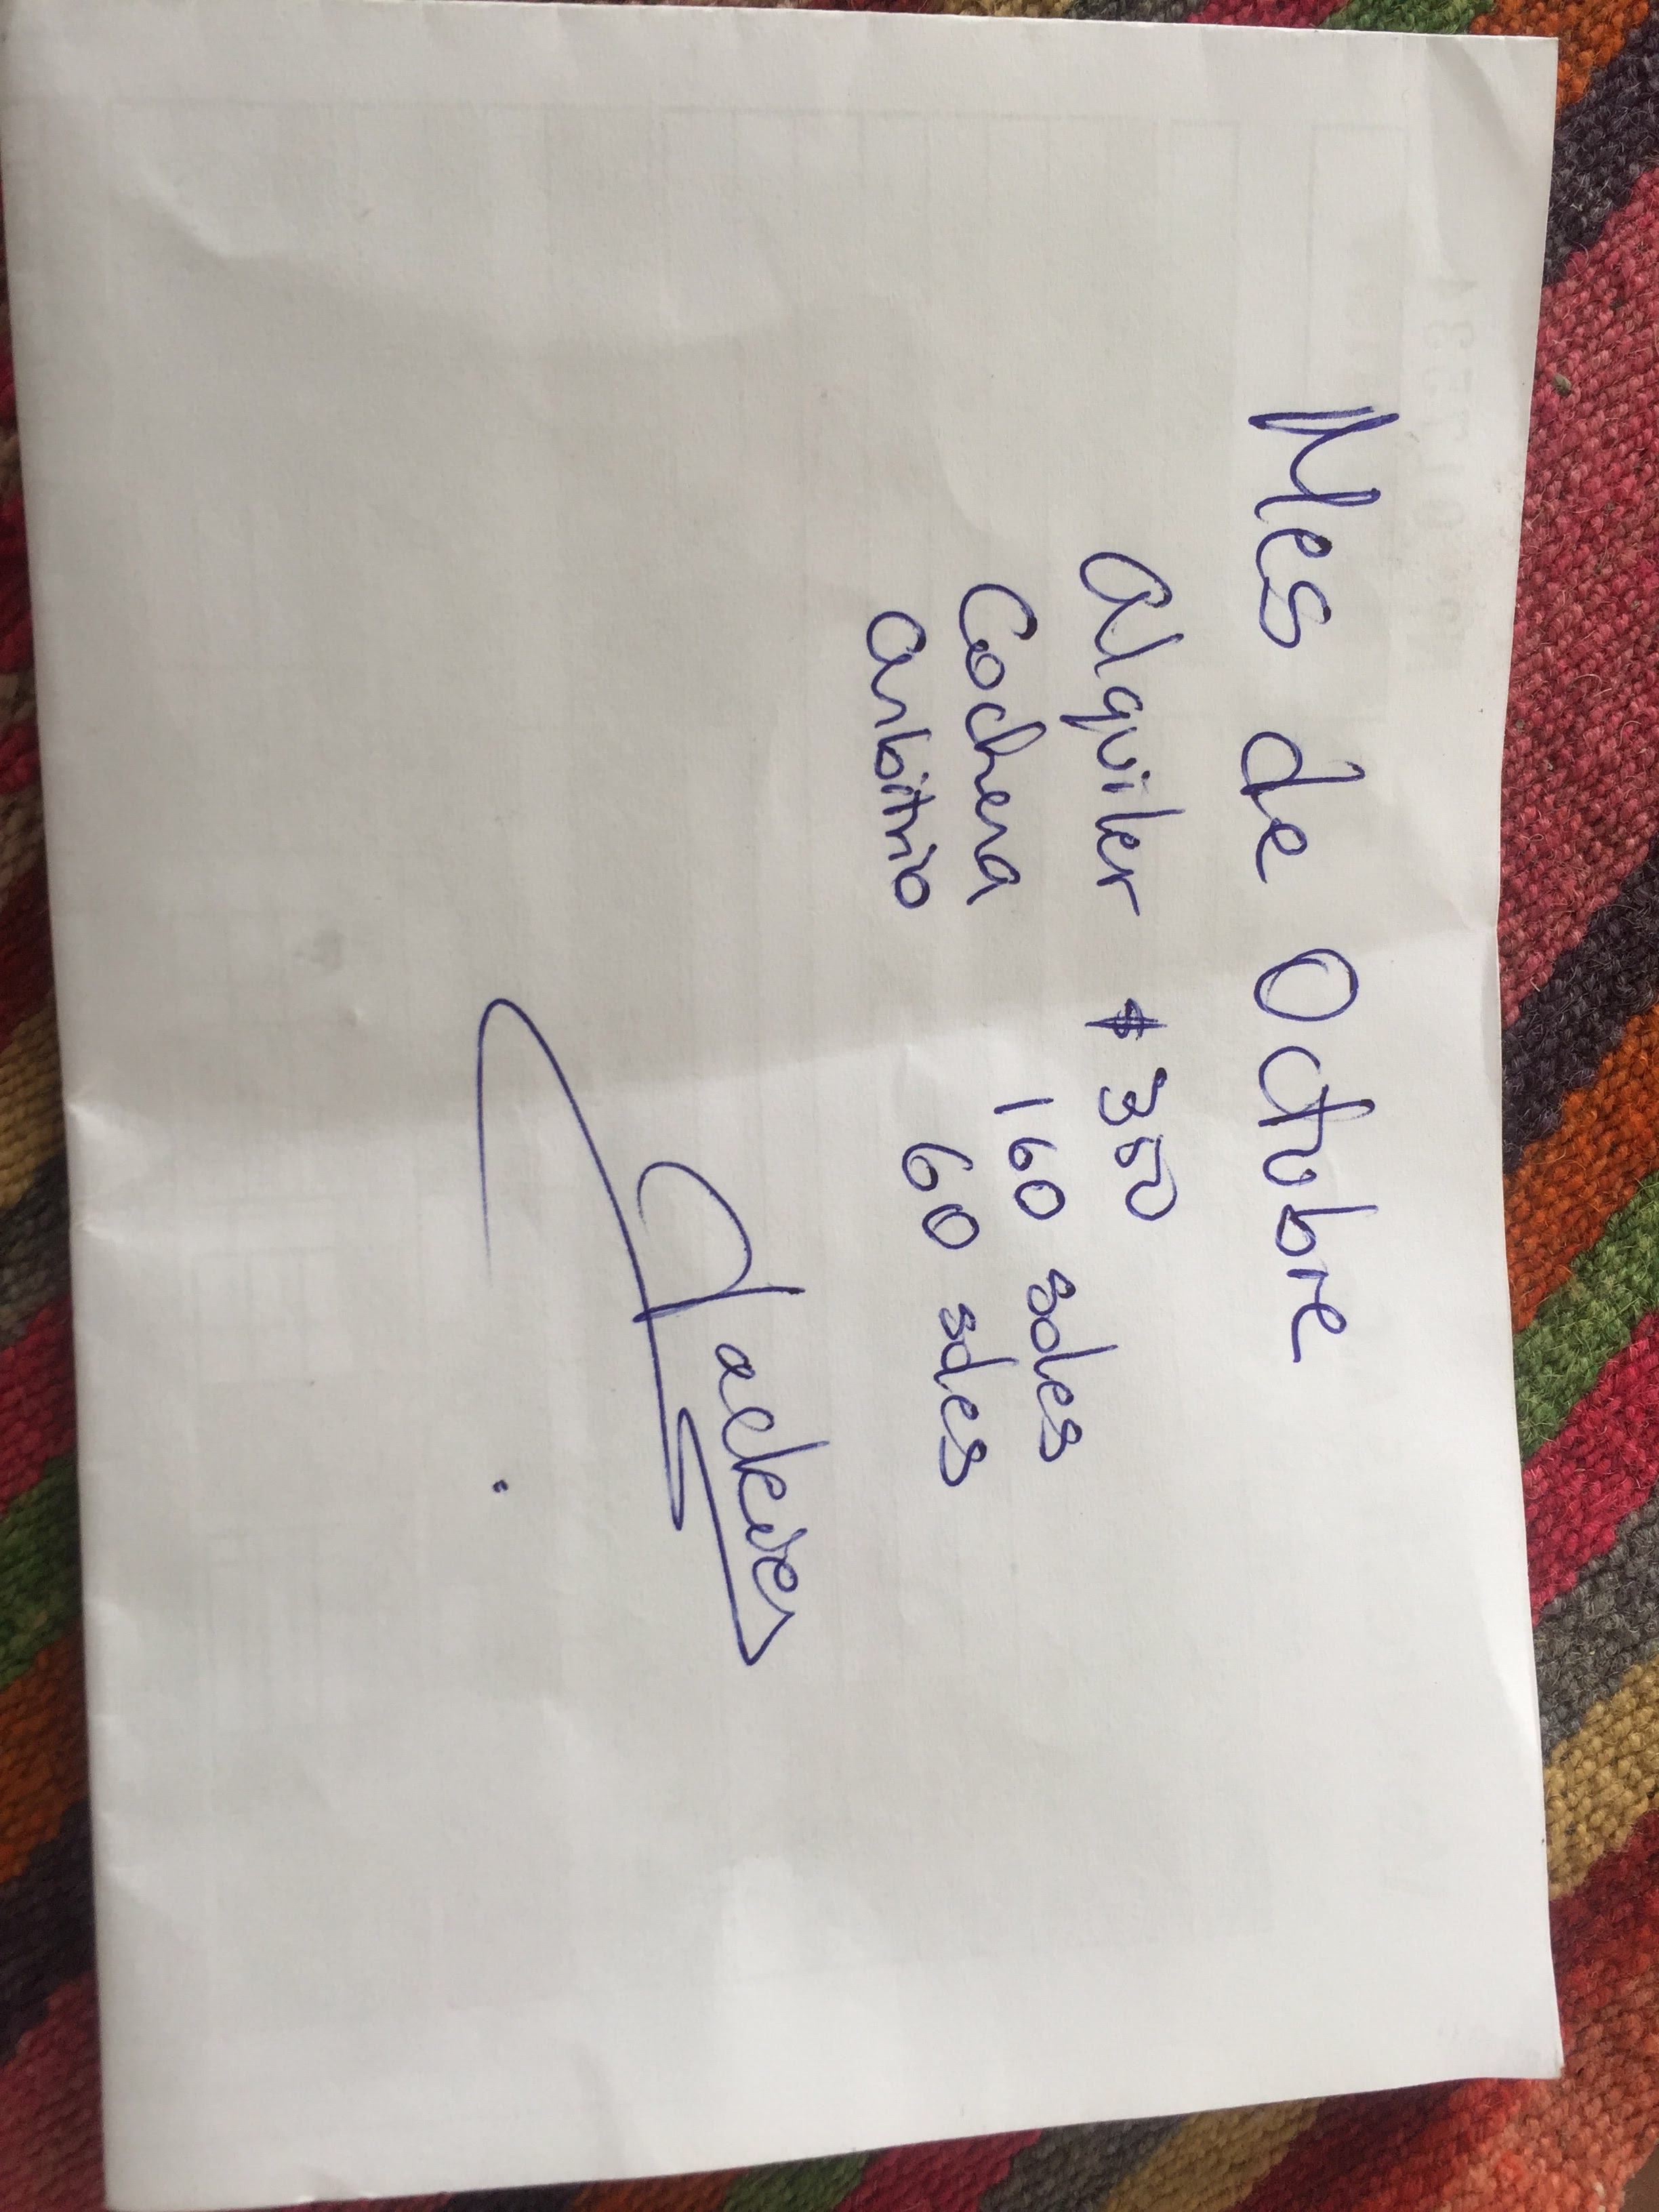 Mes de Octubre
Alquiler $ 350
Cochera 160 soles
Arbitrio 60 soles